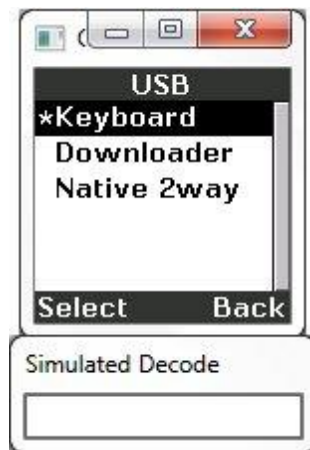 USB
*Keyboard
Downloader
Native 2way
Select Back
Simulated Decode